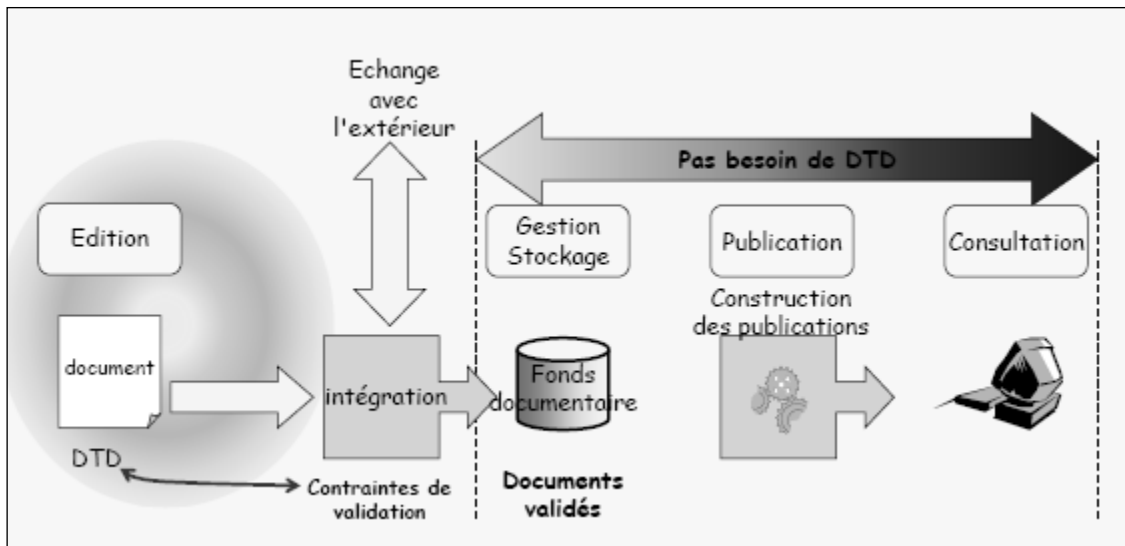 Echange
avec
l'extérieur
Pas besoin de DTD
Edition
Gestion
Stockage
Publication
Consultation
Construction
des publications
document
intégration
Fonds
documentaire
DTD
Contraintes de
validation
Documents
validés